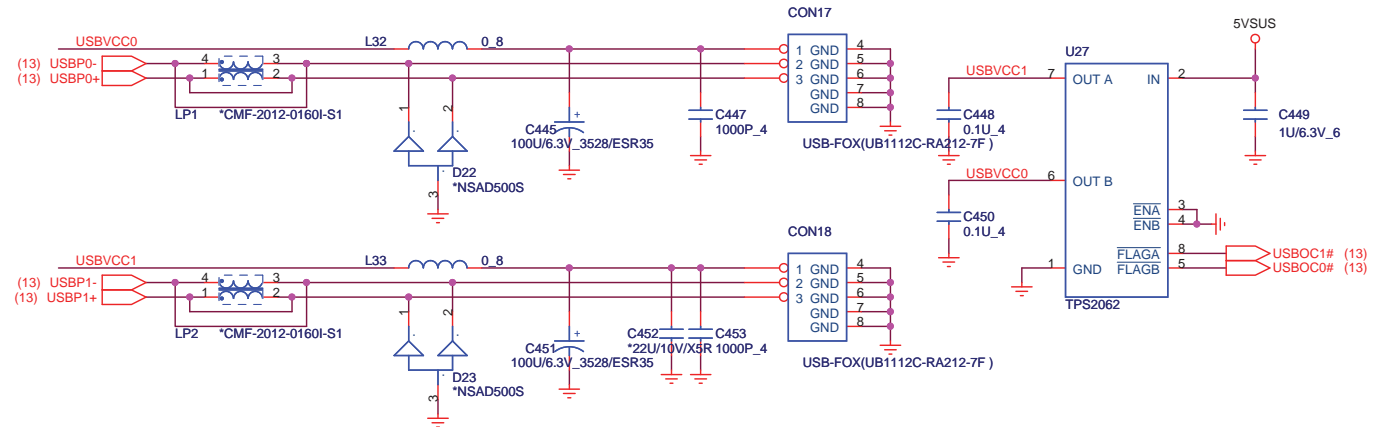 CON17
USBVCC0 L32 0_8
(13) USBP0- 4 3
(13) USBP0+ 1 2
LP1 *CMF-2012-0160I-S1
1 2
D22
*NSAD500S
3
C445 +
100U/6.3V_3528/ESR35
C447
1000P_4
1 GND 4
2 GND 5
3 GND 6
GND 7
GND 8
USB-FOX(UB1112C-RA212-7F )
CON18
USBVCC1 L33 0_8
(13) USBP1- 4 3
(13) USBP1+ 1 2
LP2 *CMF-2012-0160I-S1
1 2
D23
*NSAD500S
3
C451 +
100U/6.3V_3528/ESR35
C452
*22U/10V/X5R
C453
1000P_4
1 GND 4
2 GND 5
3 GND 6
GND 7
GND 8
USB-FOX(UB1112C-RA212-7F )
5VSUS
U27
USBVCC1 7 OUT A IN 2
C448
0.1U_4
C449
1U/6.3V_6
USBVCC0 6 OUT B
C450
0.1U_4
ENA 3
ENB 4
FLAGA 8 USBOC1# (13)
1 GND FLAGB 5 USBOC0# (13)
TPS2062